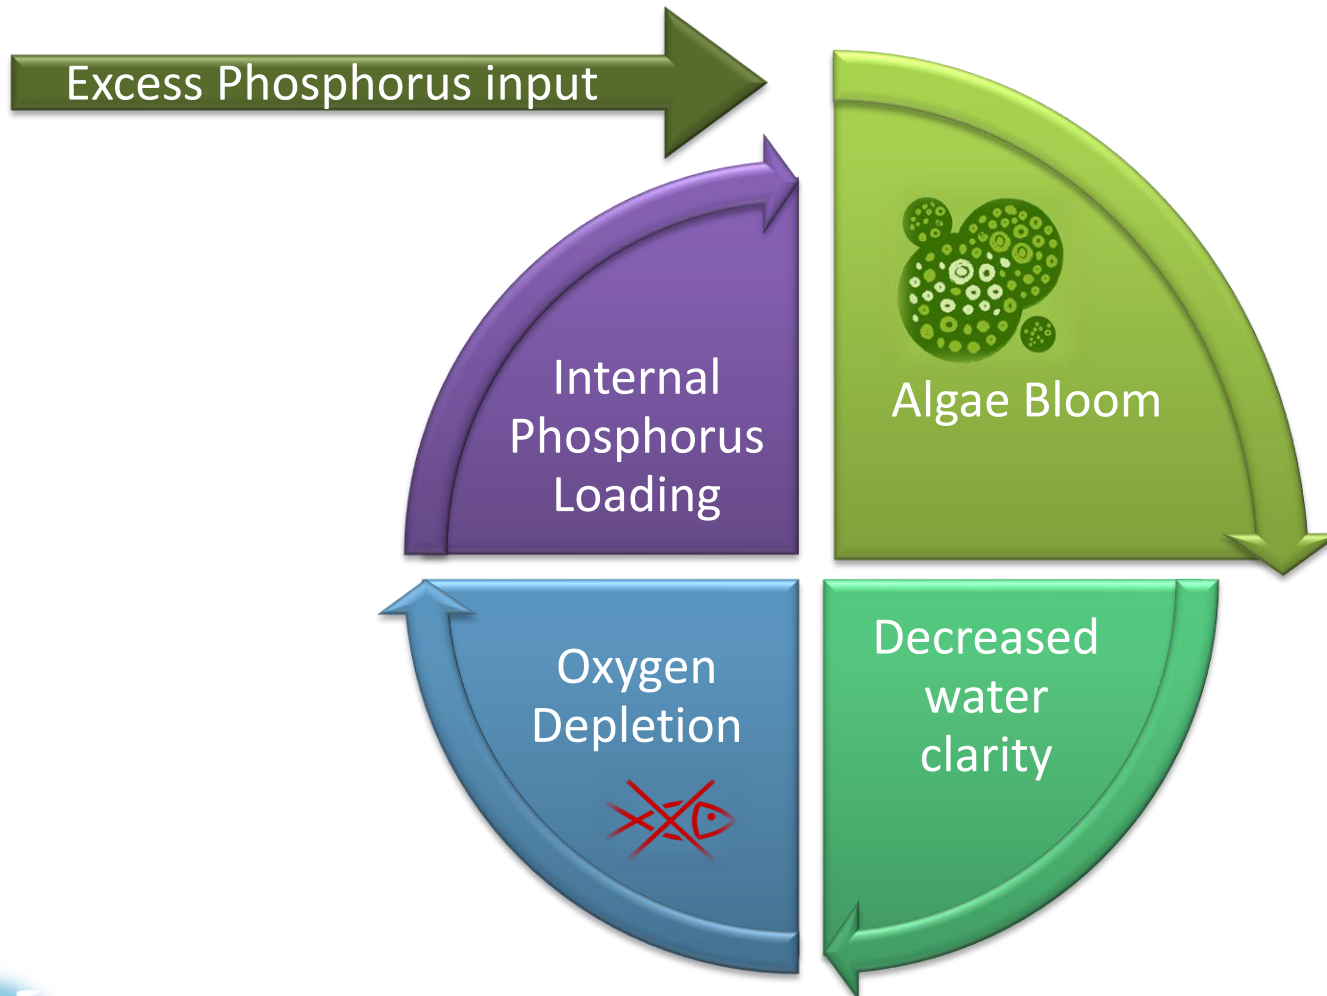 Excess Phosphorus input
Algae Bloom
Decreased
water
clarity
Oxygen
Depletion
Internal
Phosphorus
Loading